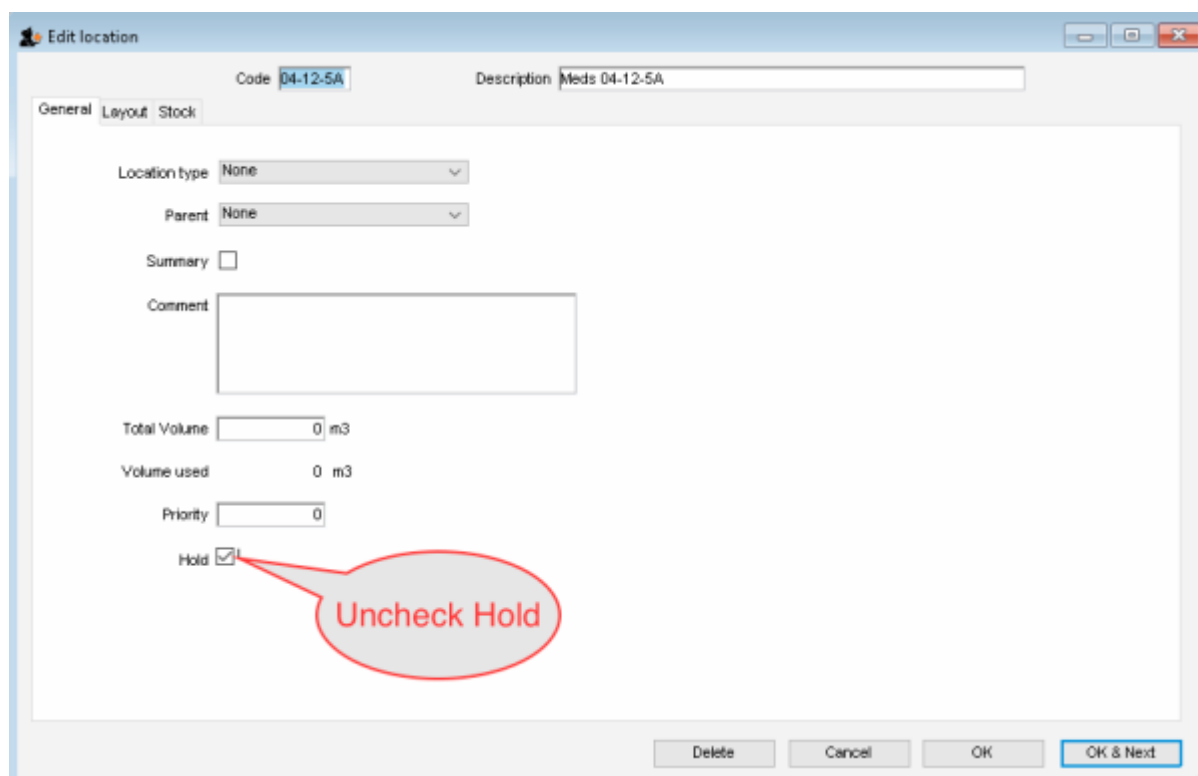 Edit location
Code 04-12-5A Description Meds 04-12-5A
General Layout Stock
Location type None
Parent None
Summary
Comment
Total Volume 0 m3
Volume used 0 m3
Priority 0
Hold
Uncheck Hold
Delete Cancel OK OK & Next